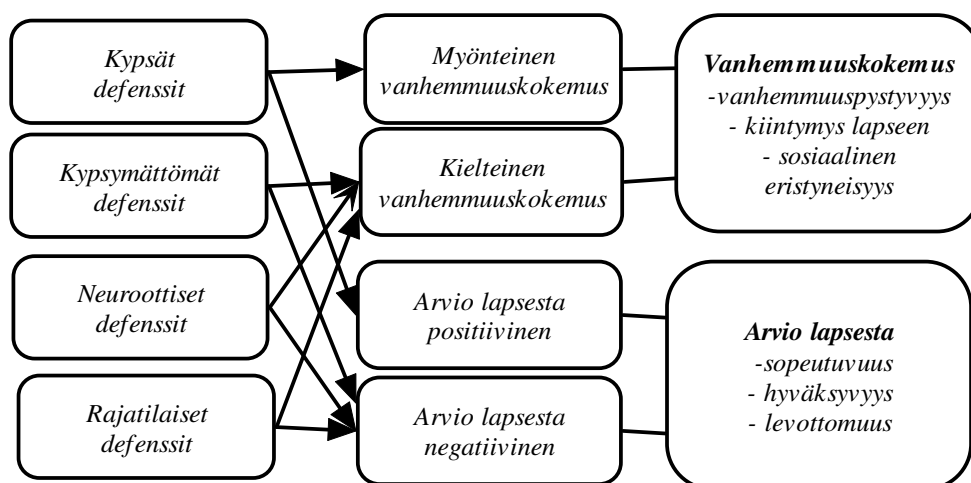 Kypsät
defenssit
Kypsymättömät
defenssit
Neuroottiset
defenssit
Rajatilaiset
defenssit
Myönteinen
vanhemmuuskokemus
Kielteinen
vanhemmuuskokemus
Arvio lapsesta
positiivinen
Arvio lapsesta
negatiivinen
Vanhemmuuskokemus
-vanhemmuuspystyvyys
- kiintymys lapseen
- sosiaalinen
eristyneisyys
Arvio lapsesta
-sopeutuvuus
- hyväksyvyys
- levottomuus